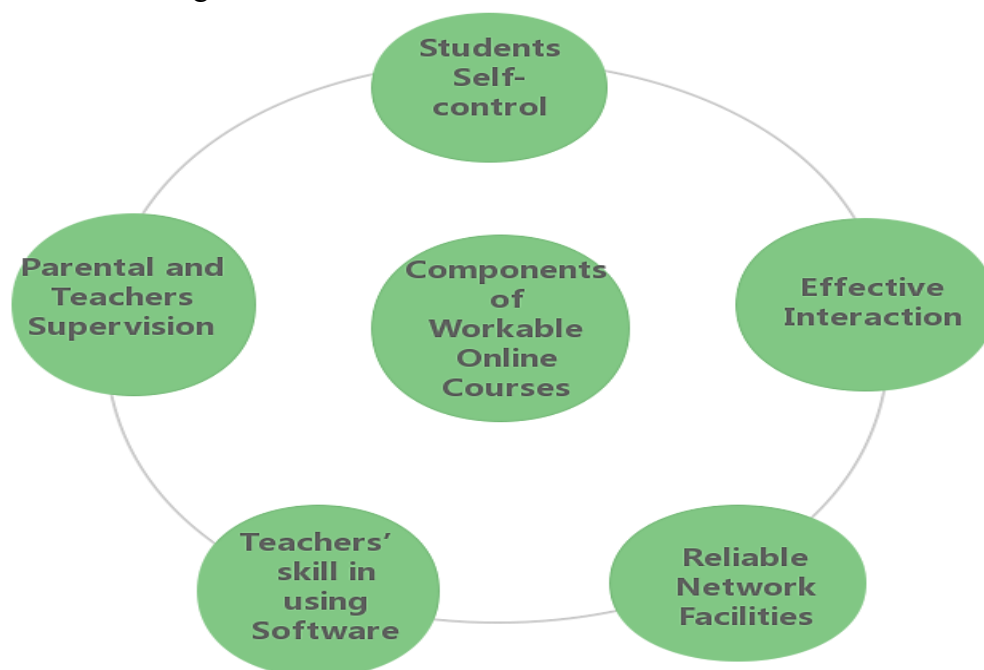 Students
Self-
control
Parental and
Teachers
Supervision
Components
of
Workable
Online
Courses
Effective
Interaction
Teachers’
skill in
using
Software
Reliable
Network
Facilities